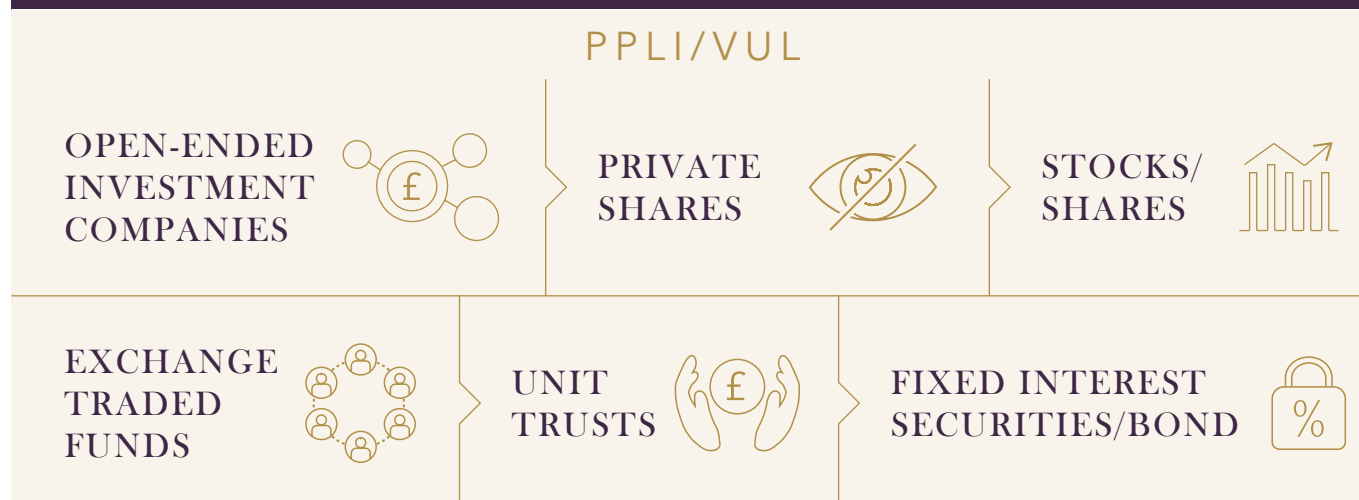 PPLI/VUL
OPEN-ENDED
INVESTMENT
COMPANIES
£
PRIVATE
SHARES
STOCKS/
SHARES
EXCHANGE
TRADED
FUNDS
UNIT
TRUSTS
£
FIXED INTEREST
SECURITIES/BOND
%